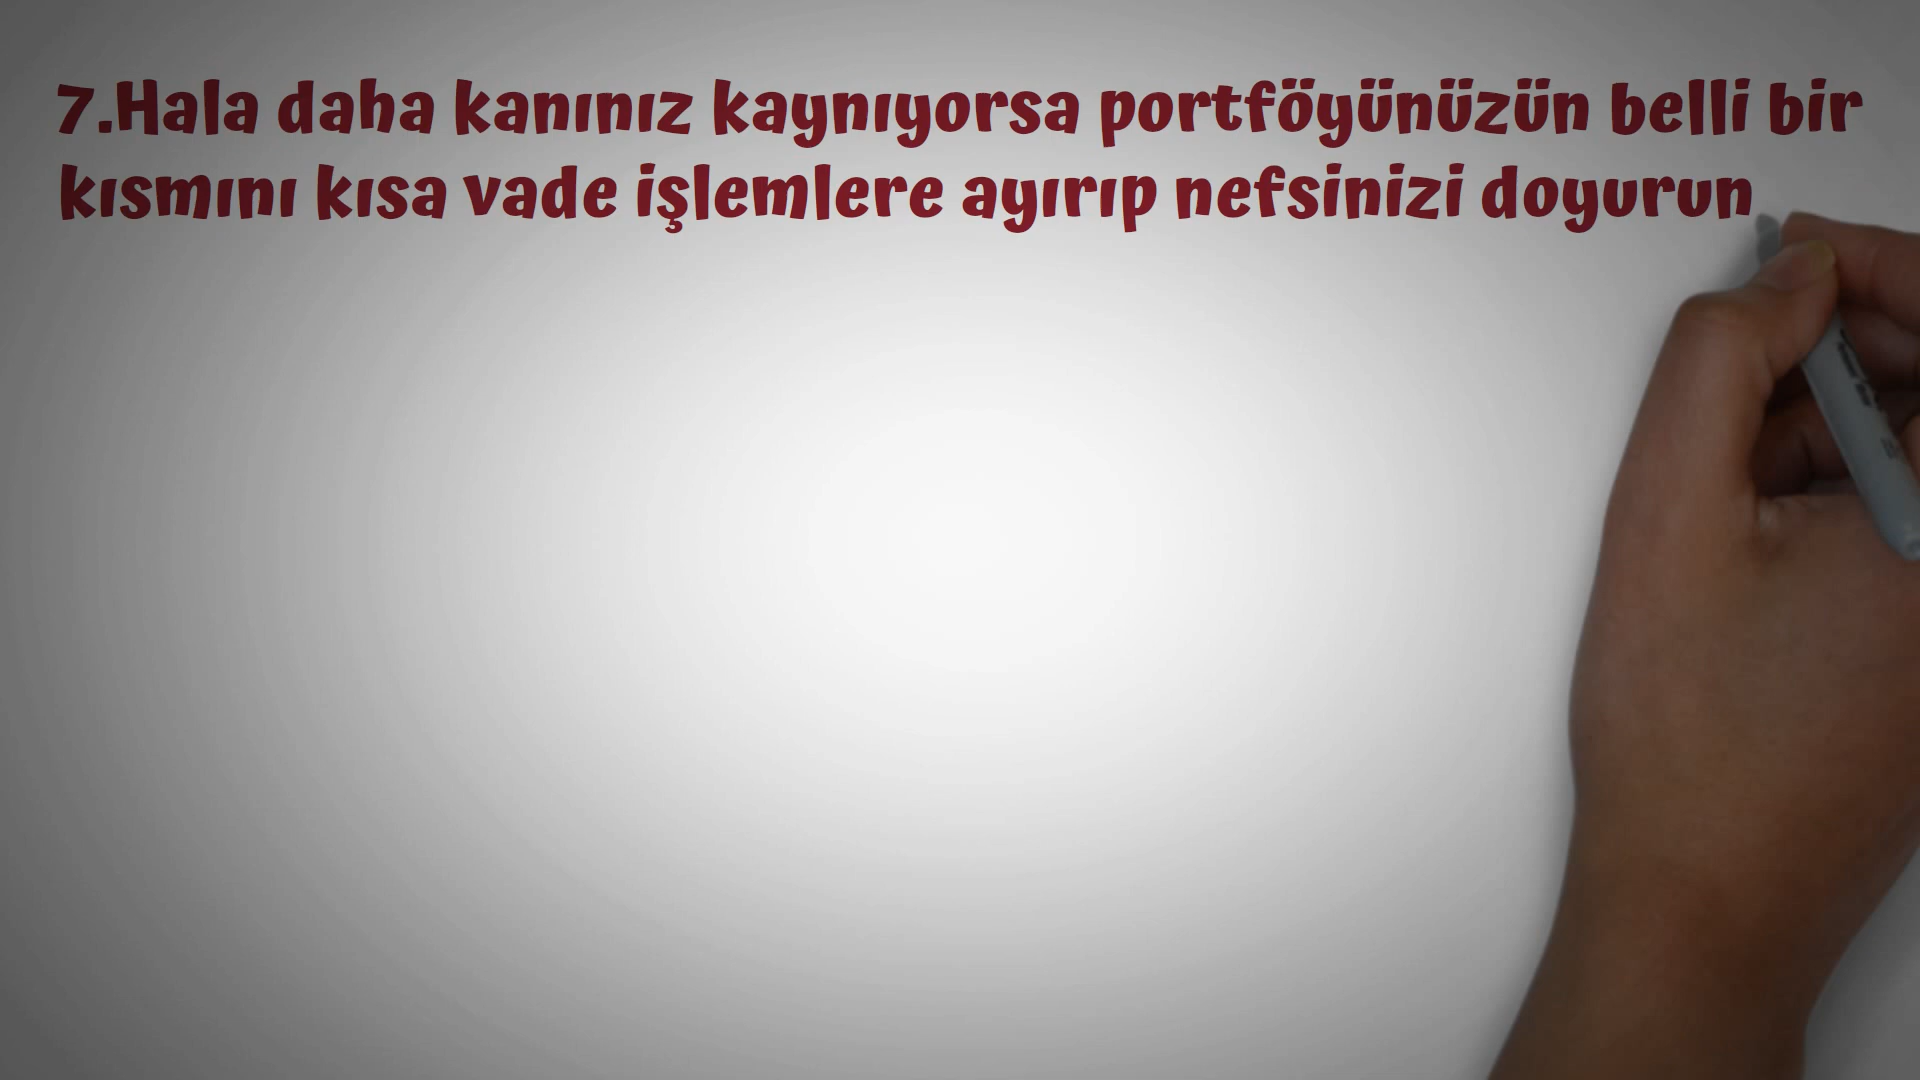 7.Hala daha kanınız kaynıyorsa portföyünüzün belli bir
kısmını kısa vade işlemlere ayırıp nefsinizi doyurun